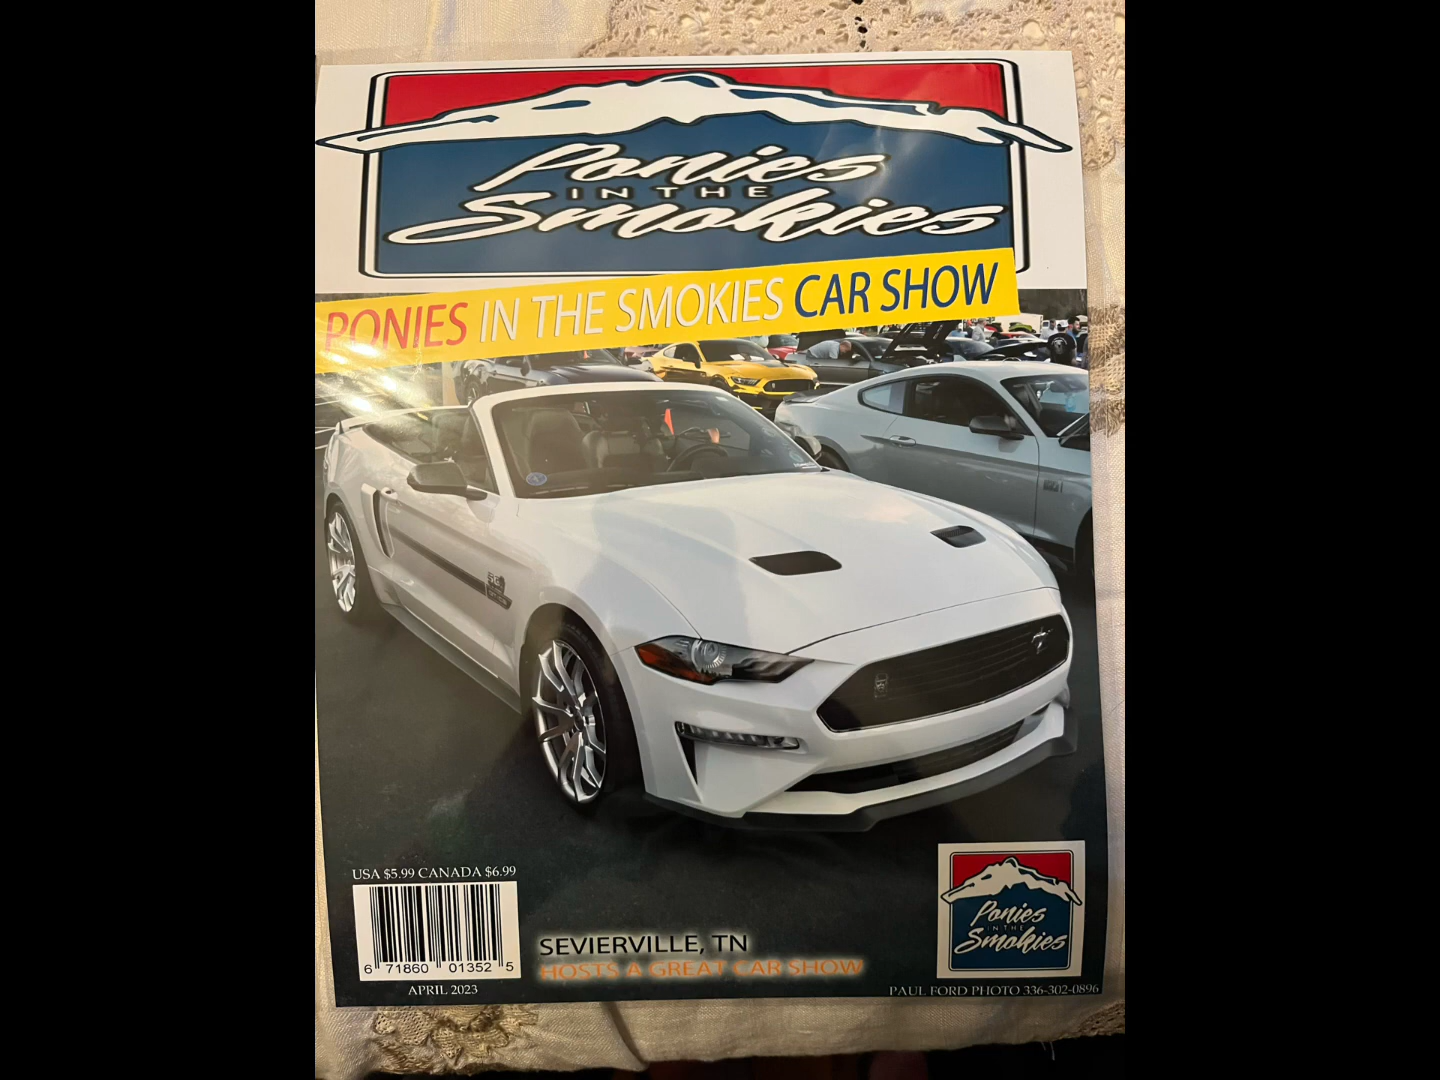 Ponies
IN THE
Smokies
PONIES IN THE SMOKIES CAR SHOW
USA $5.99 CANADA $6.99
6 71860 01352 5
APRIL 2023
SEVIERVILLE, TN
HOSTS A GREAT CAR SHOW
Ponies
IN THE
Smokies
PAUL FORD PHOTO 336-302-0896